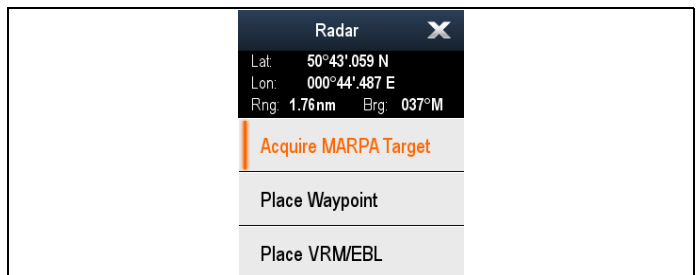 Radar
Lat: 50°43'.059 N
Lon: 000°44'.487 E
Rng: 1.76nm Brg: 037°M
Acquire MARPA Target
Place Waypoint
Place VRM/EBL